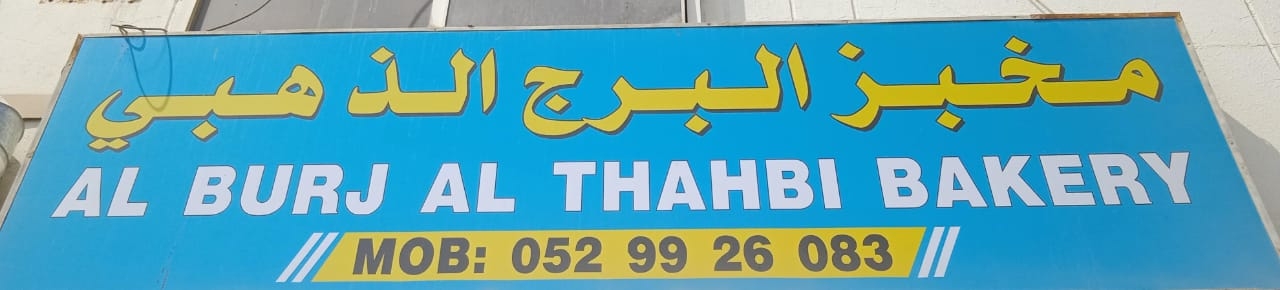 مخبز البرج الذهبي
AL BURJ AL THAHBI BAKERY
MOB: 052 99 26 083